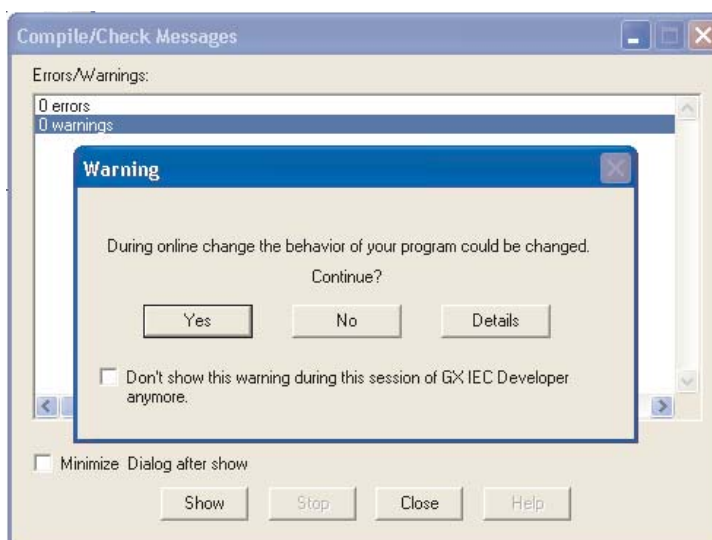 Compile/Check Messages
Errors/Warnings:
0 errors
0 warnings
Warning
During online change the behavior of your program could be changed.
Continue?
Yes No Details
Don't show this warning during this session of GX IEC Developer
anymore.
Minimize Dialog after show
Show Stop Close Help